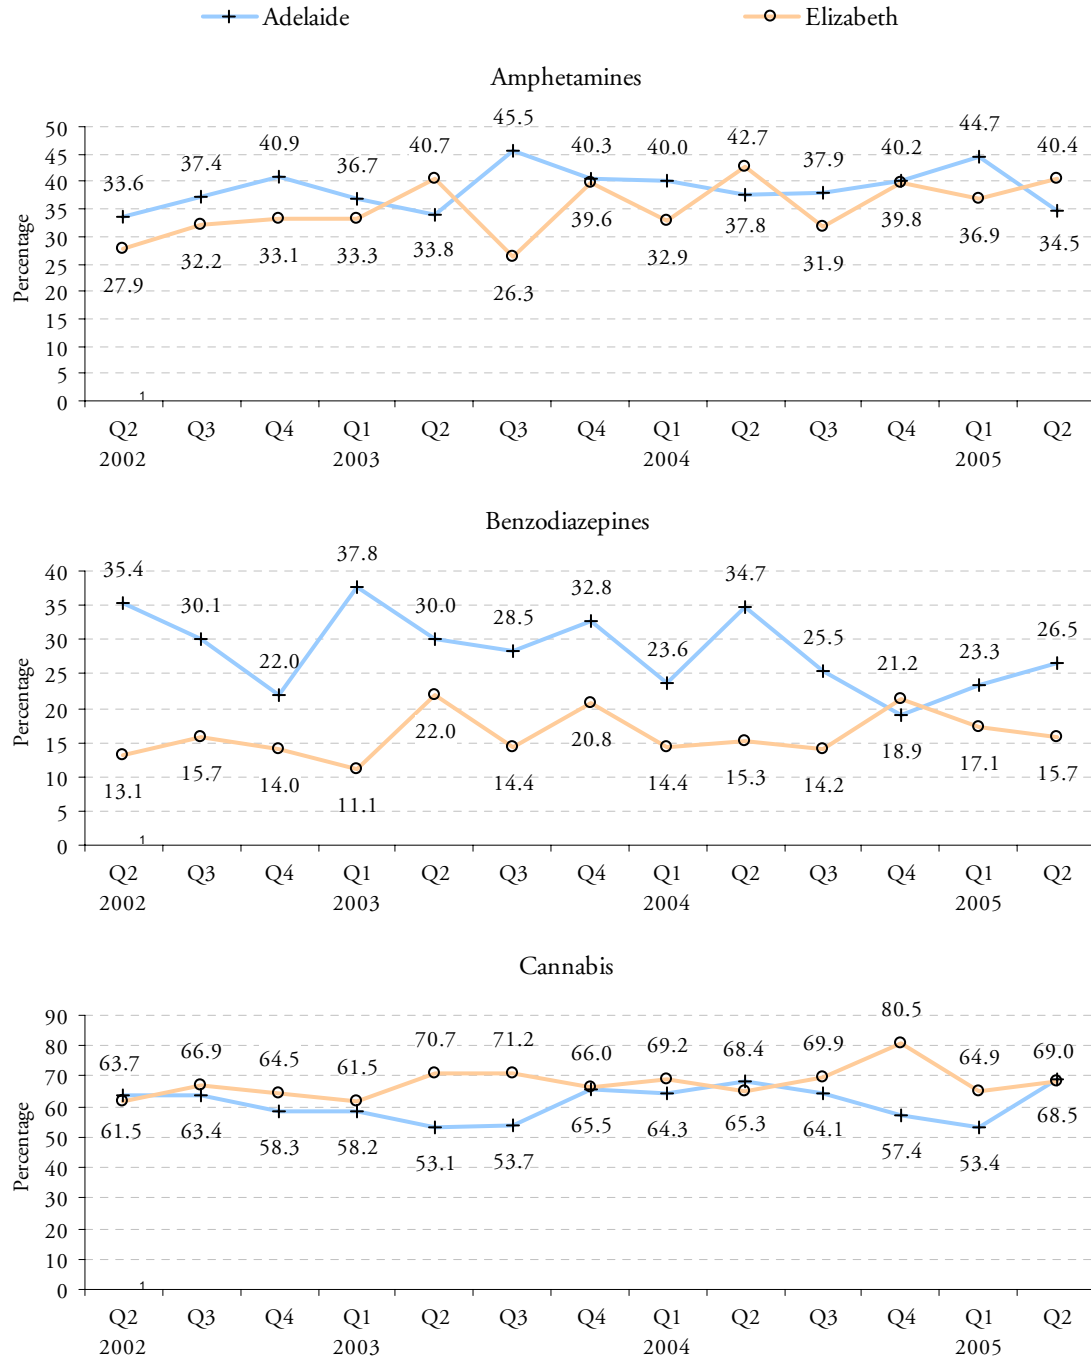 Adelaide Elizabeth
Amphetamines
Percentage
50
45
40
35
30
25
20
15
10
5
0
45.5
40.9 40.7 40.3 40.0 42.7 40.2 44.7 40.4
33.6 37.4 36.7 37.9
27.9 32.2 33.1 33.3 33.8 26.3 39.6 32.9 37.8 31.9 39.8 36.9 34.5
1
Q2 Q3 Q4 Q1 Q2 Q3 Q4 Q1 Q2 Q3 Q4 Q1 Q2
2002 2003 2004 2005
Benzodiazepines
Percentage
40
35
30
25
20
15
10
5
0
35.4 30.1 22.0 37.8 30.0 28.5 32.8 23.6 34.7 25.5 21.2 23.3 26.5
13.1 15.7 14.0 11.1 22.0 14.4 20.8 14.4 15.3 14.2 18.9 17.1 15.7
1
Q2 Q3 Q4 Q1 Q2 Q3 Q4 Q1 Q2 Q3 Q4 Q1 Q2
2002 2003 2004 2005
Cannabis
Percentage
90
80
70
60
50
40
30
20
10
0
63.7 66.9 64.5 61.5 70.7 71.2 66.0 69.2 68.4 69.9 80.5 64.9 69.0
61.5 63.4 58.3 58.2 53.1 53.7 65.5 64.3 65.3 64.1 57.4 53.4 68.5
1
Q2 Q3 Q4 Q1 Q2 Q3 Q4 Q1 Q2 Q3 Q4 Q1 Q2
2002 2003 2004 2005